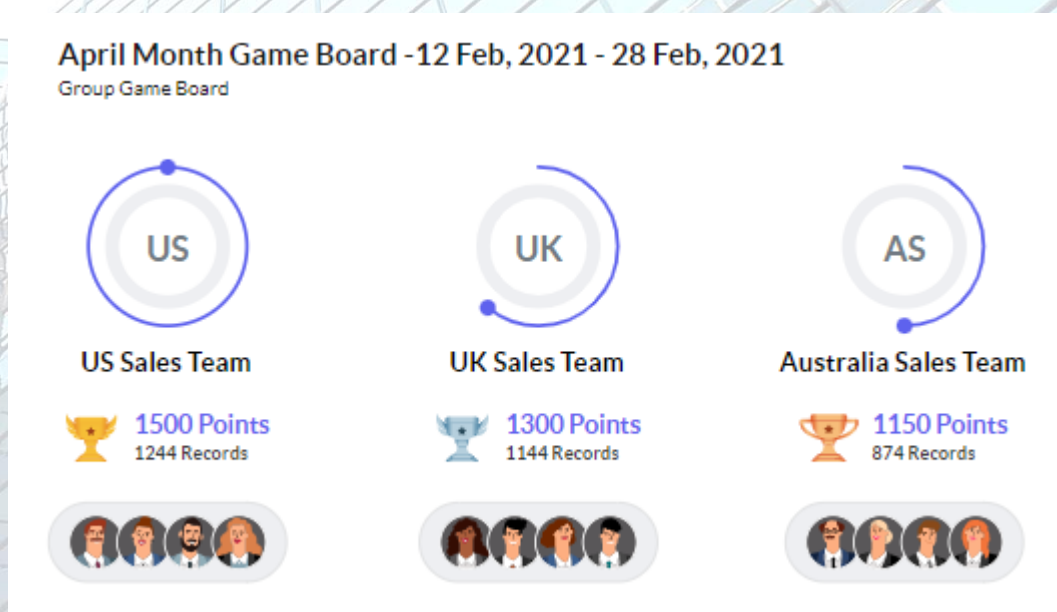 April Month Game Board -12 Feb, 2021 - 28 Feb, 2021
Group Game Board
US
UK
AS
US Sales Team
UK Sales Team
Australia Sales Team
1500 Points
1300 Points
1150 Points
1244 Records
1144 Records
874 Records